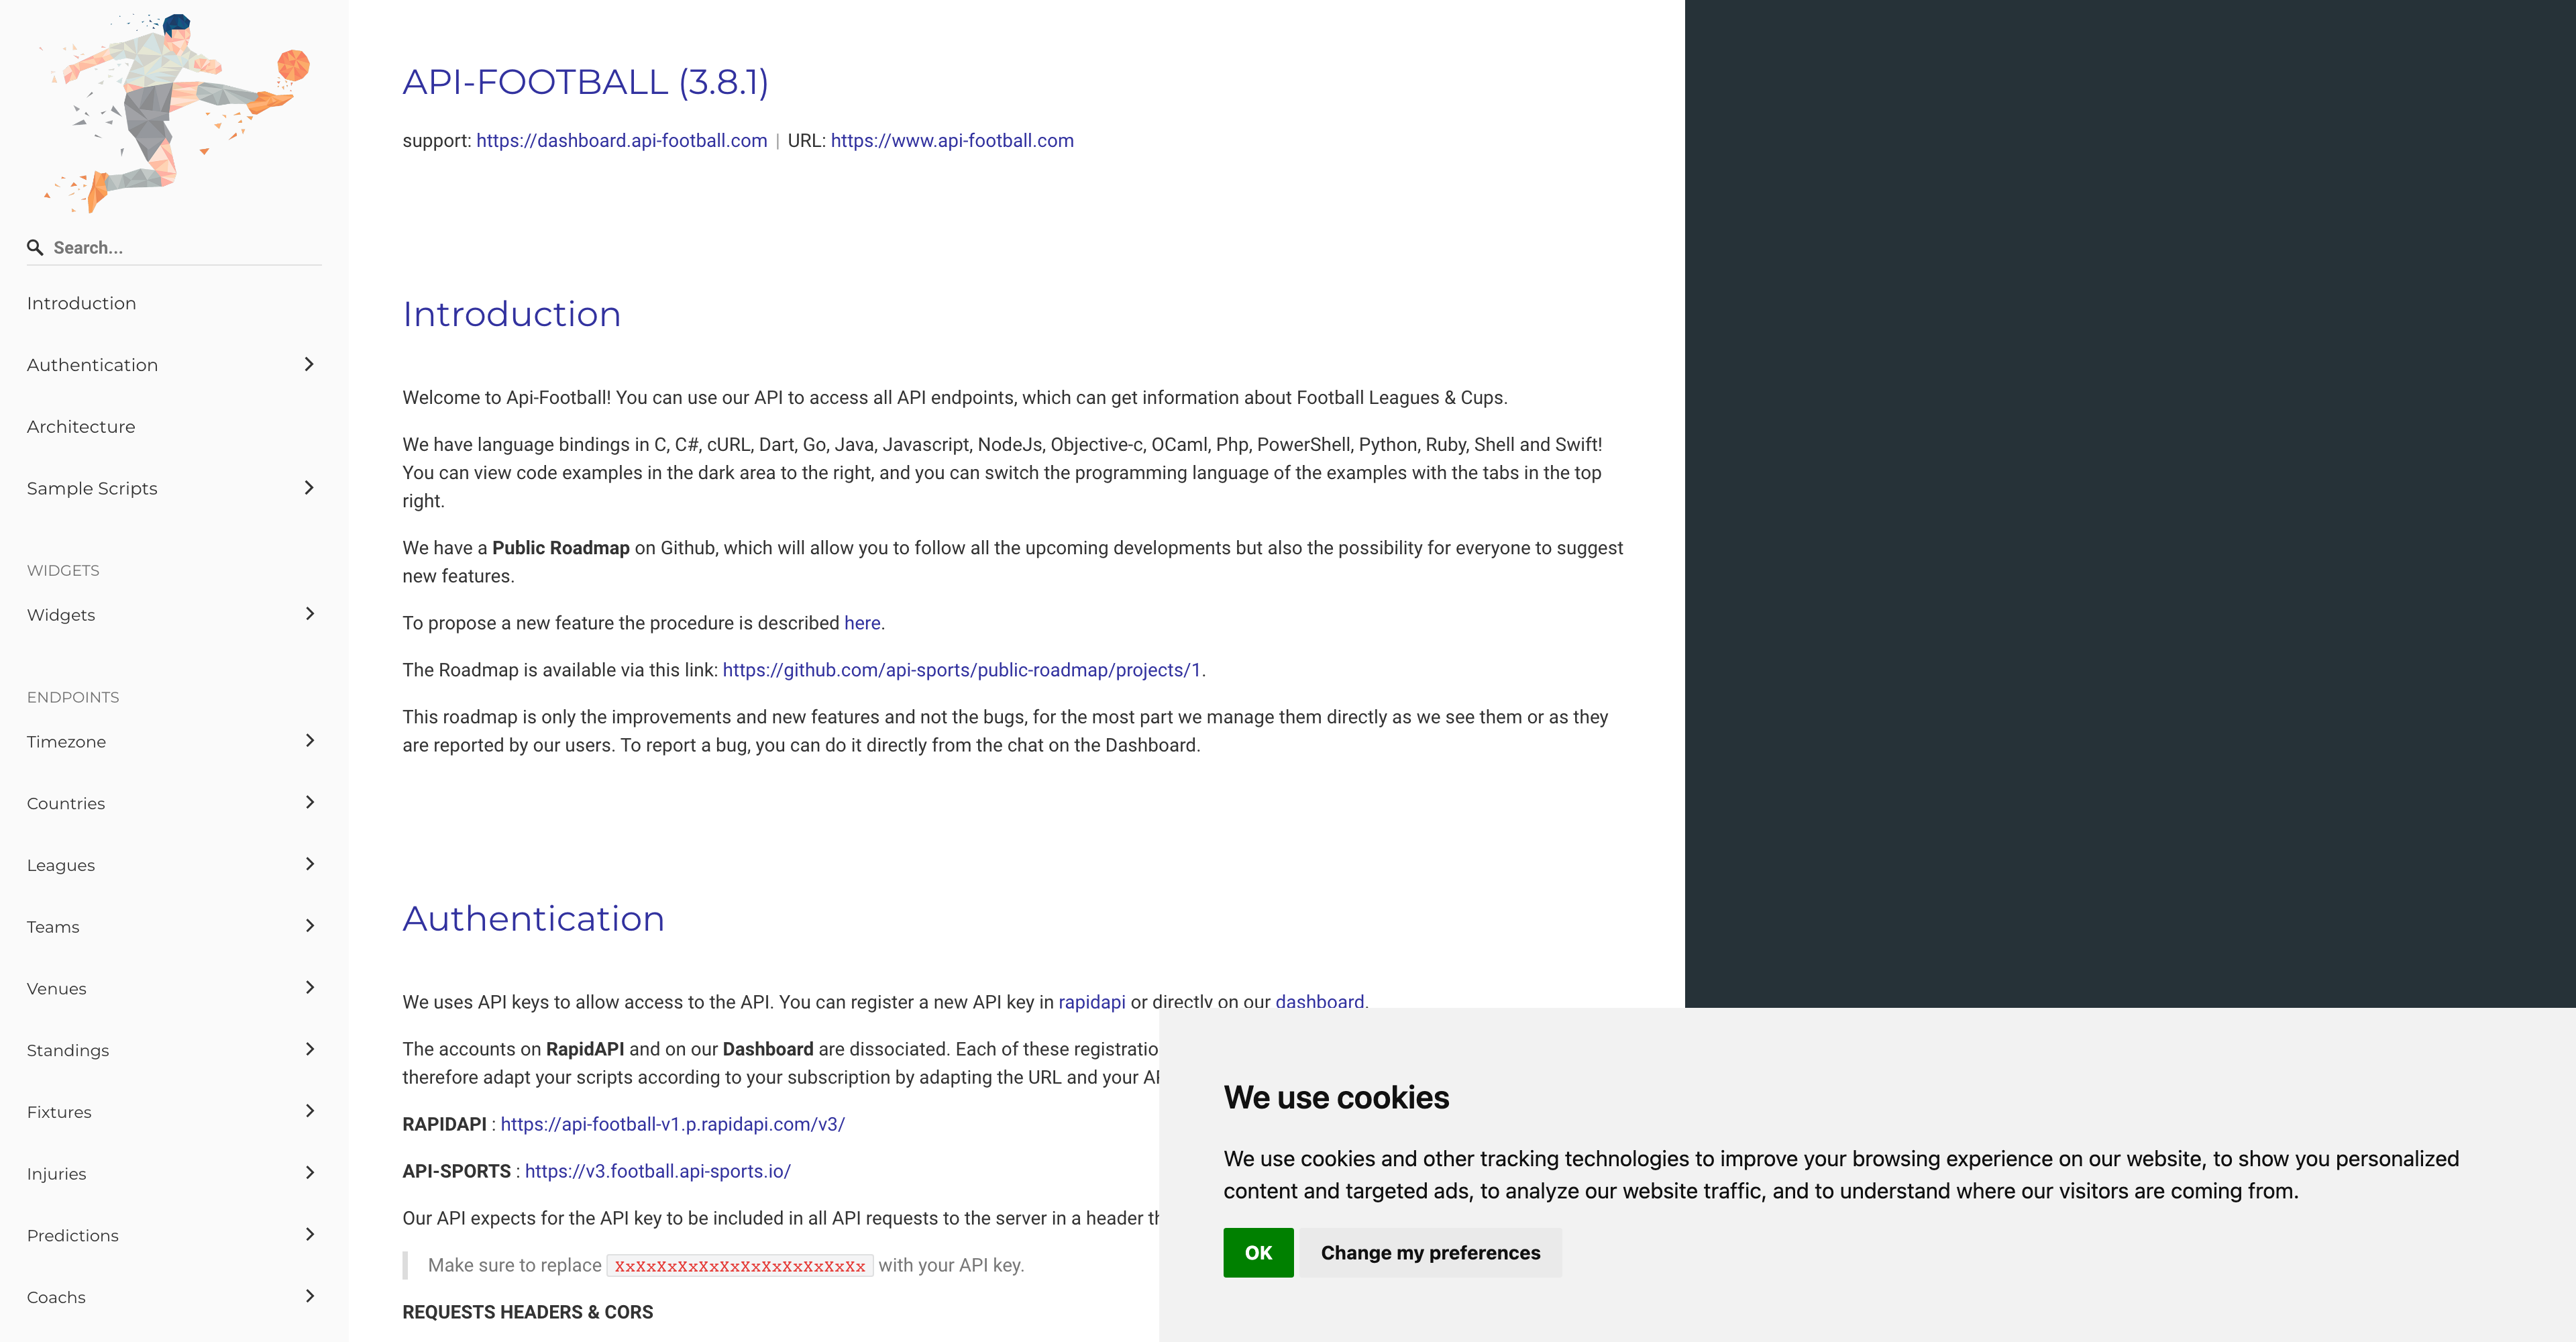 Search...
Introduction
Authentication
Architecture
Sample Scripts
WIDGETS
Widgets
ENDPOINTS
Timezone
Countries
Leagues
Teams
Venues
Standings
Fixtures
Injuries
Predictions
Coachs
API-FOOTBALL (3.8.1)
support: https://dashboard.api-football.com | URL: https://www.api-football.com
Introduction
Welcome to Api-Football! You can use our API to access all API endpoints, which can get information about Football Leagues & Cups.
We have language bindings in C, C#, cURL, Dart, Go, Java, Javascript, NodeJs, Objective-c, OCaml, Php, PowerShell, Python, Ruby, Shell and Swift!
You can view code examples in the dark area to the right, and you can switch the programming language of the examples with the tabs in the top
right.
We have a Public Roadmap on Github, which will allow you to follow all the upcoming developments but also the possibility for everyone to suggest
new features.
To propose a new feature the procedure is described here.
The Roadmap is available via this link: https://github.com/api-sports/public-roadmap/projects/1.
This roadmap is only the improvements and new features and not the bugs, for the most part we manage them directly as we see them or as they
are reported by our users. To report a bug, you can do it directly from the chat on the Dashboard.
Authentication
We uses API keys to allow access to the API. You can register a new API key in rapidapi or directly on our dashboard.
The accounts on RapidAPI and on our Dashboard are dissociated. Each of these
therefore adapt your scripts according to your subscription by adapting the URL and your
RAPIDAPI : https://api-football-v1.p.rapidapi.com/v3/
API-SPORTS : https://v3.football.api-sports.io/
Our API expects for the API key to be included in all API requests to the server in a header
Make sure to replace XxXxXxXxXxXxXxXxXxXxXxXx with your API key.
REQUESTS HEADERS & CORS
We use cookies
We use cookies and other tracking technologies to improve your browsing experience on our website, to show you personalized
content and targeted ads, to analyze our website traffic, and to understand where our visitors are coming from.
OK
Change my preferences